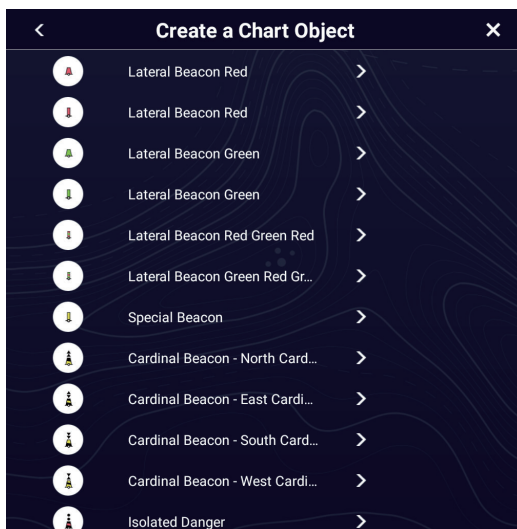 Create a Chart Object
Lateral Beacon Red
Lateral Beacon Red
Lateral Beacon Green
Lateral Beacon Green
Lateral Beacon Red Green Red
Lateral Beacon Green Red Gr...
Special Beacon
Cardinal Beacon - North Card...
Cardinal Beacon - East Cardi...
Cardinal Beacon - South Card...
Cardinal Beacon - West Cardi...
Isolated Danger